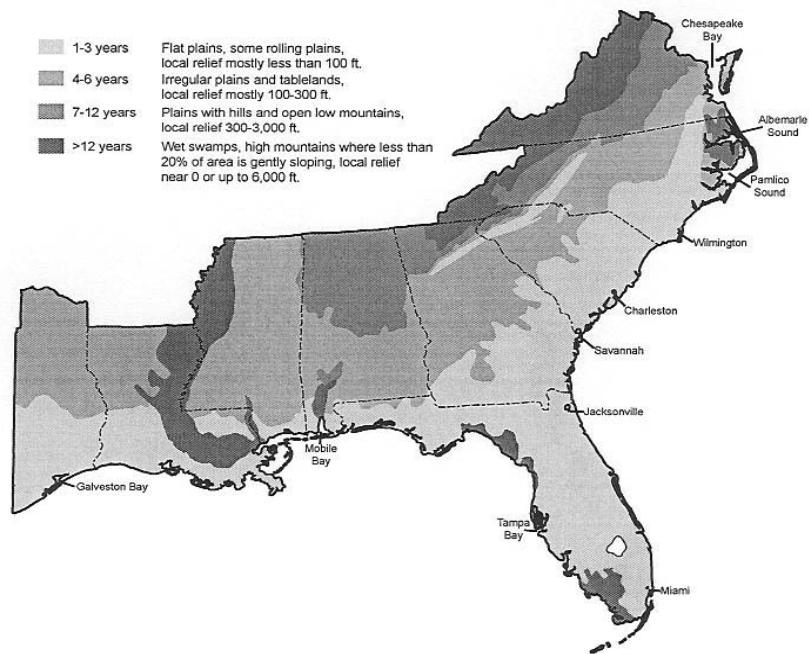 1-3 years Flat plains, some rolling plains,
local relief mostly less than 100 ft.
4-6 years Irregular plains and tablelands,
local relief mostly 100-300 ft.
7-12 years Plains with hills and open low mountains,
local relief 300-3,000 ft.
>12 years Wet swamps, high mountains where less than
20% of area is gently sloping, local relief
near 0 or up to 6,000 ft.
Chesapeake
Bay
Albemarle
Sound
Pamlico
Sound
Wilmington
Charleston
Savannah
Jacksonville
Mobile
Bay
Galveston Bay
Tampa
Bay
Miami